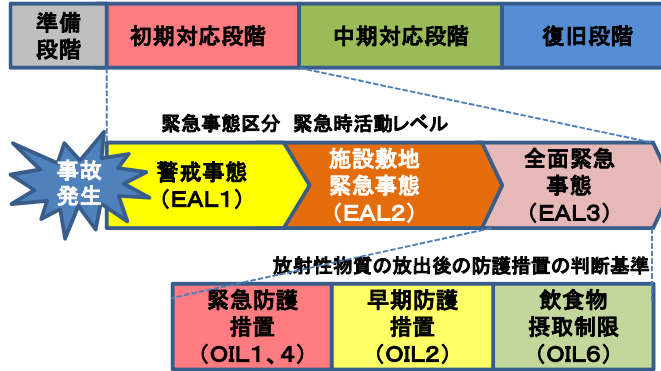 準備
段階
初期対応段階
中期対応段階
復旧段階
緊急事態区分 緊急時活動レベル
事故
発生
警戒事態
(EAL1)
施設敷地
緊急事態
(EAL2)
全面緊急
事態
(EAL3)
放射性物質の放出後の防護措置の判断基準
緊急防護
措置
(OIL1、4)
早期防護
措置
(OIL2)
飲食物
摂取制限
(OIL6)